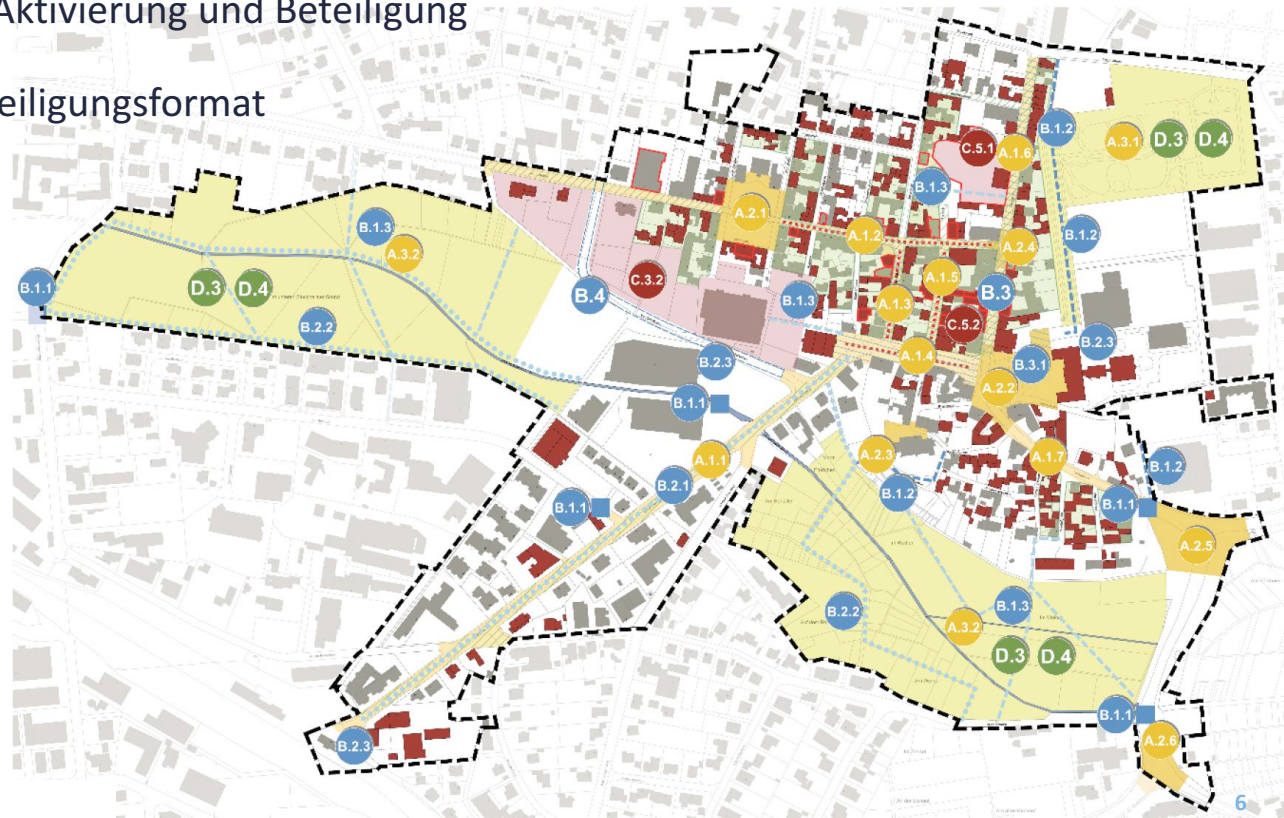 Aktivierung und Beteiligung
eiligungsformat
C.5.1
A.1.6
B.1.2
A.3.1
D.3
D.4
B.1.3
A.2.1
B.1.3
A.1.2
A.2.4
B.1.2
A.3.2
B.1.1
D.3
D.4
C.3.2
B.4
B.1.3
A.1.5
B.3
A.1.3
C.5.2
B.2.2
A.1.4
B.2.3
B.2.3
B.3.1
A.2.2
B.1.1
A.1.1
A.2.3
A.1.7
B.1.2
B.2.1
B.1.2
B.1.1
B.1.1
A.2.5
B.2.2
B.1.3
A.3.2
D.3
D.4
B.1.1
A.2.6
B.2.3
6